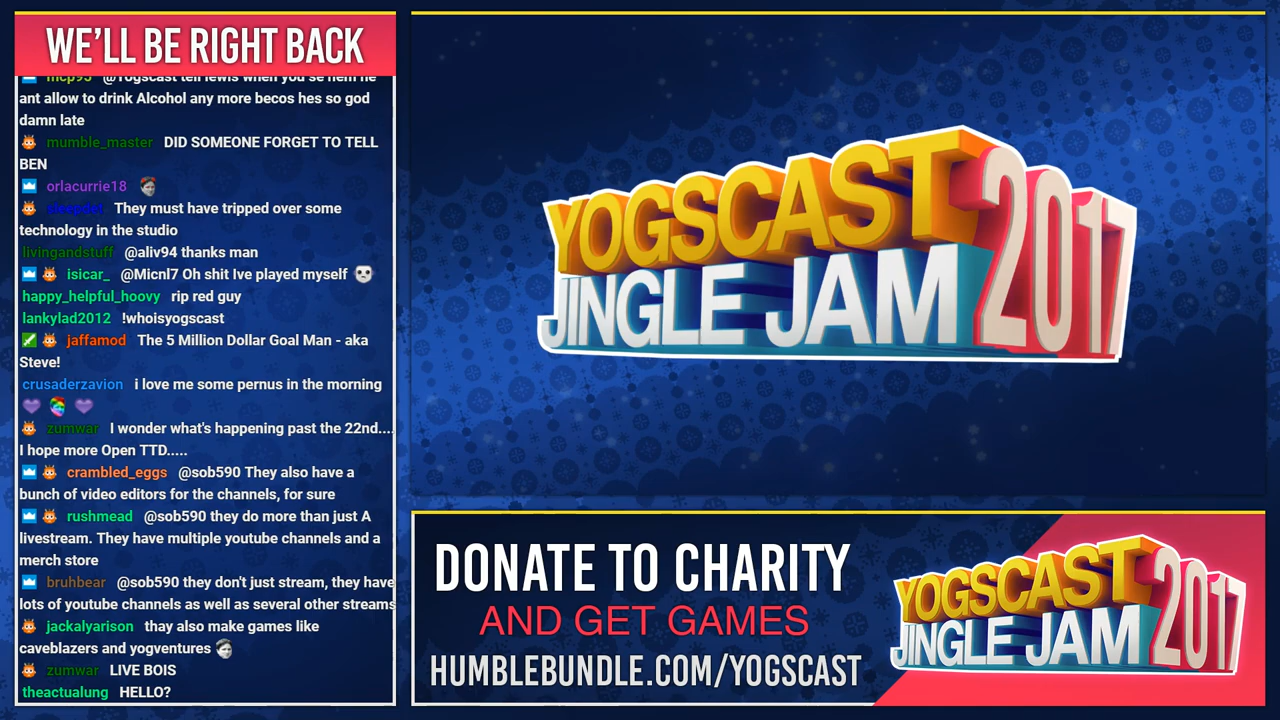 WE'LL BE RIGHT BACK
mcp95 @Yogscast tell lewis when you se hem he
ant allow to drink Alcohol any more becos hes so god
damn late
mumble_master DID SOMEONE FORGET TO TELL
BEN
orlacurrie18
They must have tripped over some
technology in the studio
livingandstuff @aliv94 thanks man
isicar_ @Micnl7 Oh shit Ive played myself
happy_helpful_hoovy rip red guy
lankylad2012 !whoisyogscast
jaffamod The 5 Million Dollar Goal Man - aka
Steve!
crusaderzavion i love me some pernus in the morning
zumwar I wonder what's happening past the 22nd....
I hope more Open TTD.....
crambled_eggs @sob590 They also have a
bunch of video editors for the channels, for sure
rushmead @sob590 they do more than just A
livestream. They have multiple youtube channels and a
merch store
bruhbear @sob590 they don't just stream, they have
lots of youtube channels as well as several other streams
jackalyarison thay also make games like
caveblazers and yogventures
zumwar LIVE BOIS
theactualung HELLO?
YOGSCAST
JINGLE JAM 2017
DONATE TO CHARITY
AND GET GAMES
HUMBLEBUNDLE.COM/YOGSCAST
YOGSCAST
JINGLE JAM 2017